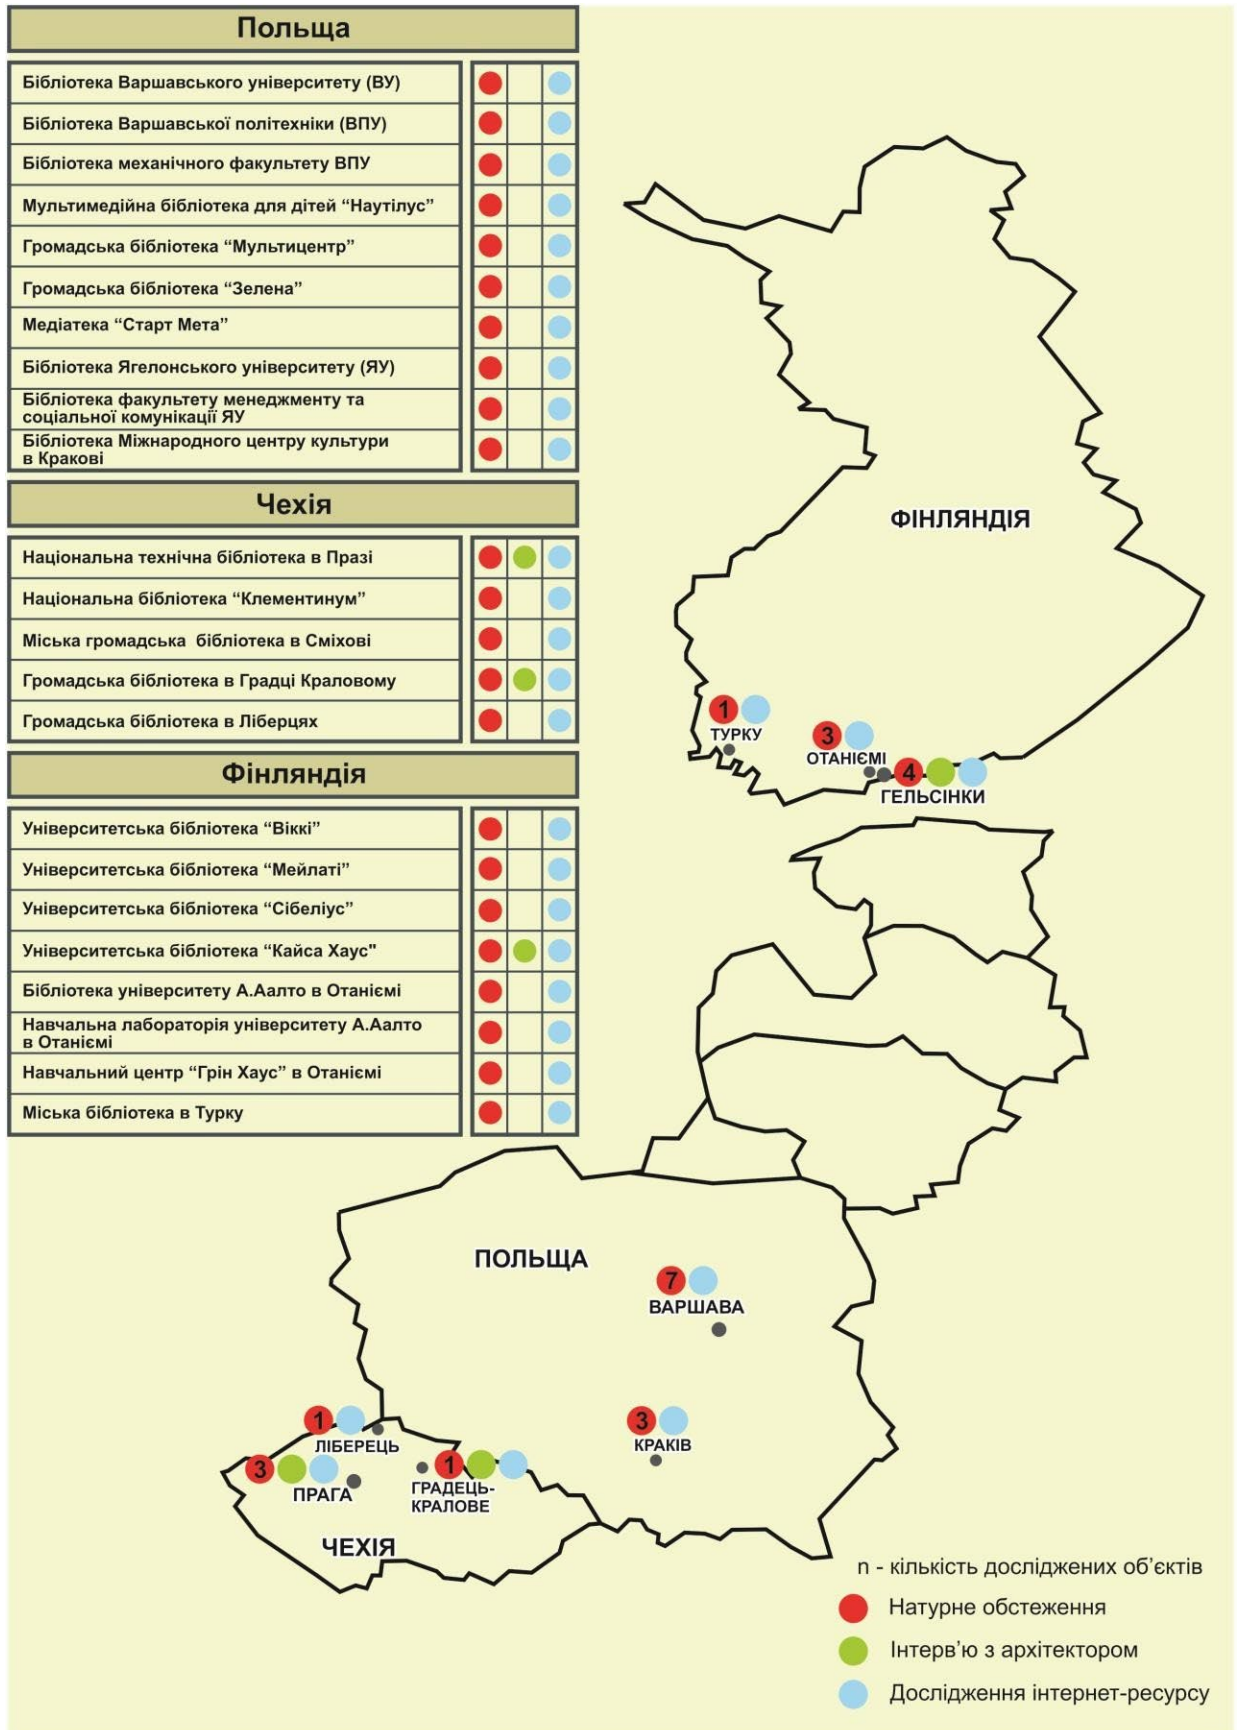 Польща
Бібліотека Варшавського університету (ВУ)
Бібліотека Варшавської політехніки (ВПУ)
Бібліотека механічного факультету ВПУ
Мультимедійна бібліотека для дітей “Наутілус”
Громадська бібліотека “Мультицентр”
Громадська бібліотека “Зелена”
Медіатека “Старт Мета”
Бібліотека Ягелонського університету (ЯУ)
Бібліотека факультету менеджменту та
соціальної комунікації ЯУ
Бібліотека Міжнародного центру культури
в Кракові
Чехія
Національна технічна бібліотека в Празі
Національна бібліотека “Клементинум”
Міська громадська бібліотека в Сміхові
Громадська бібліотека в Градці Краловому
Громадська бібліотека в Ліберцях
Фінляндія
Університетська бібліотека “Віккі”
Університетська бібліотека “Мейлаті”
Університетська бібліотека “Сібеліус”
Університетська бібліотека “Кайса Хаус"
Бібліотека університету А.Аалто в Отаніємі
Навчальна лабораторія університету А.Аалто
в Отаніємі
Навчальний центр “Грін Хаус” в Отаніємі
Міська бібліотека в Турку
ФІНЛЯНДІЯ
1
ТУРКУ
3
ОТАНІЄМІ
4
ГЕЛЬСІНКИ
ПОЛЬЩА
7
ВАРШАВА
1
ЛІБЕРЕЦЬ
3
КРАКІВ
3
ПРАГА
1
ГРАДЕЦЬ-
КРАЛОВЕ
ЧЕХІЯ
n - кількість досліджених об’єктів
Натурне обстеження
Інтерв’ю з архітектором
Дослідження інтернет-ресурсу